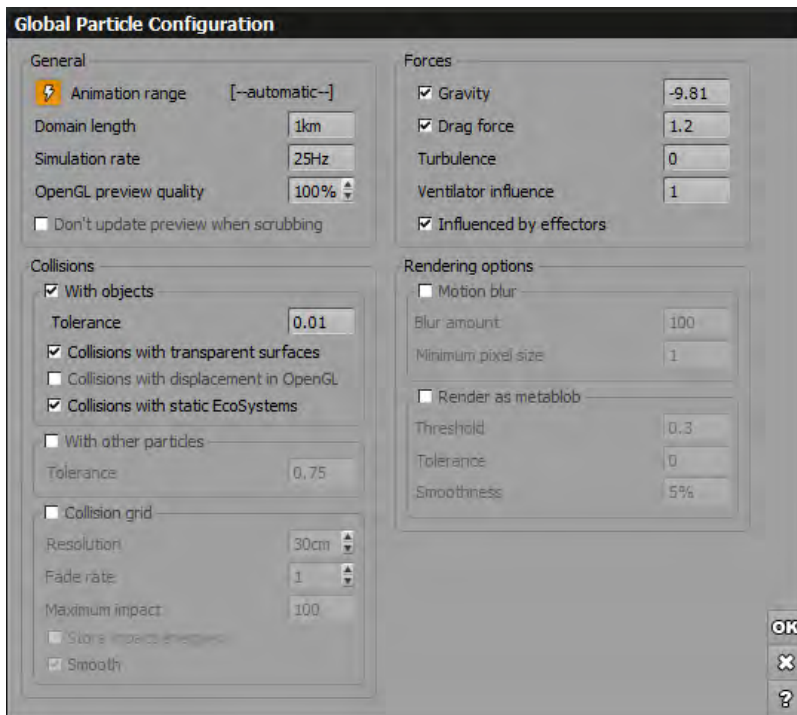 Global Particle Configuration
General
Animation range [--automatic--]
Domain length 1km
Simulation rate 25Hz
OpenGL preview quality 100%
Don't update preview when scrubbing
Collisions
With objects
Tolerance 0.01
Collisions with transparent surfaces
Collisions with displacement in OpenGL
Collisions with static EcoSystems
With other particles
Tolerance 0.75
Collision grid
Resolution 30cm
Fade rate 1
Maximum impact 100
Store impact energies
Smooth
Forces
Gravity -9.81
Drag force 1.2
Turbulence 0
Ventilator influence 1
Influenced by effectors
Rendering options
Motion blur
Blur amount 100
Minimum pixel size 1
Render as metablob
Threshold 0.3
Tolerance 0
Smoothness 5%
OK
?